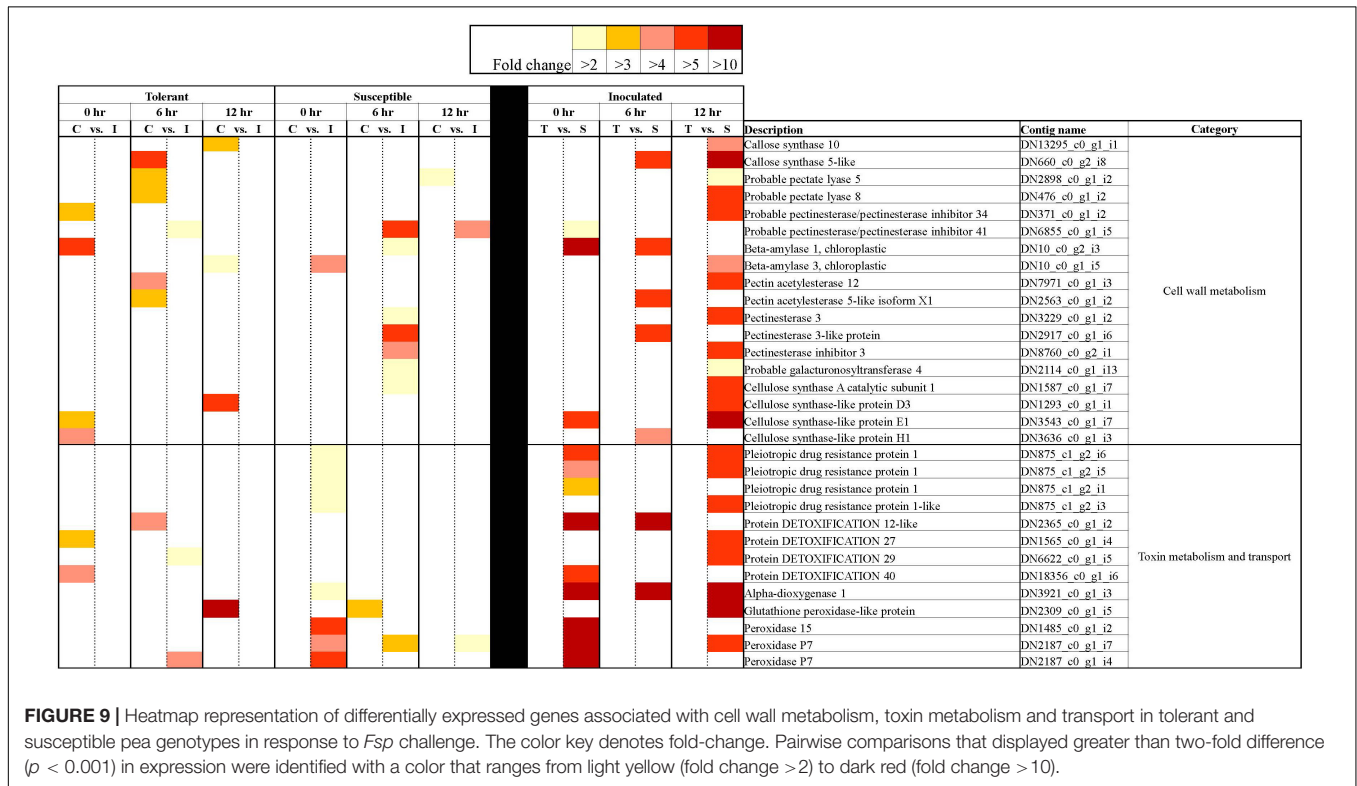 Fold change >2 >3 >4 >5 >10
Tolerant Susceptible Inoculated
0 hr 6 hr 12 hr 0 hr 6 hr 12 hr 0 hr 6 hr 12 hr
C vs. I C vs. I C vs. I C vs. I C vs. I C vs. I T vs. S T vs. S T vs. S Description Contig name Category
Callose synthase 10 DN13295_c0_g1_i1
Callose synthase 5-like DN660_c0_g2_i8
Probable pectate lyase 5 DN2898_c0_g1_i2
Probable pectate lyase 8 DN476_c0_g1_i2
Probable pectinesterase/pectinesterase inhibitor 34 DN371_c0_g1_i2
Probable pectinesterase/pectinesterase inhibitor 41 DN6855_c0_g1_i5
Beta-amylase 1, chloroplastic DN10_c0_g2_i3
Beta-amylase 3, chloroplastic DN10_c0_g1_i5
Pectin acetylesterase 12 DN7971_c0_g1_i3
Cell wall metabolism
Pectin acetylesterase 5-like isoform X1 DN2563_c0_g1_i2
Pectinesterase 3 DN3229_c0_g1_i2
Pectinesterase 3-like protein DN2917_c0_g1_i6
Pectinesterase inhibitor 3 DN8760_c0_g2_i1
Probable galacturonosyltransferase 4 DN2114_c0_g1_i13
Cellulose synthase A catalytic subunit 1 DN1587_c0_g1_i7
Cellulose synthase-like protein D3 DN1293_c0_g1_i1
Cellulose synthase-like protein E1 DN3543_c0_g1_i7
Cellulose synthase-like protein H1 DN3636_c0_g1_i3
Pleiotropic drug resistance protein 1 DN875_c1_g2_i6
Pleiotropic drug resistance protein 1 DN875_c1_g2_i5
Pleiotropic drug resistance protein 1 DN875_c1_g2_i1
Pleiotropic drug resistance protein 1-like DN875_c1_g2_i3
Protein DETOXIFICATION 12-like DN2365_c0_g1_i2
Protein DETOXIFICATION 27 DN1565_c0_g1_i4
Protein DETOXIFICATION 29 DN6622_c0_g1_i5 Toxin metabolism and transport
Protein DETOXIFICATION 40 DN18356_c0_g1_i6
Alpha-dioxygenase 1 DN3921_c0_g1_i3
Glutathione peroxidase-like protein DN2309_c0_g1_i5
Peroxidase 15 DN1485_c0_g1_i2
Peroxidase P7 DN2187_c0_g1_i7
Peroxidase P7 DN2187_c0_g1_i4
FIGURE 9 | Heatmap representation of differentially expressed genes associated with cell wall metabolism, toxin metabolism and transport in tolerant and
susceptible pea genotypes in response to Fsp challenge. The color key denotes fold-change. Pairwise comparisons that displayed greater than two-fold difference
(p < 0.001) in expression were identified with a color that ranges from light yellow (fold change >2) to dark red (fold change >10).